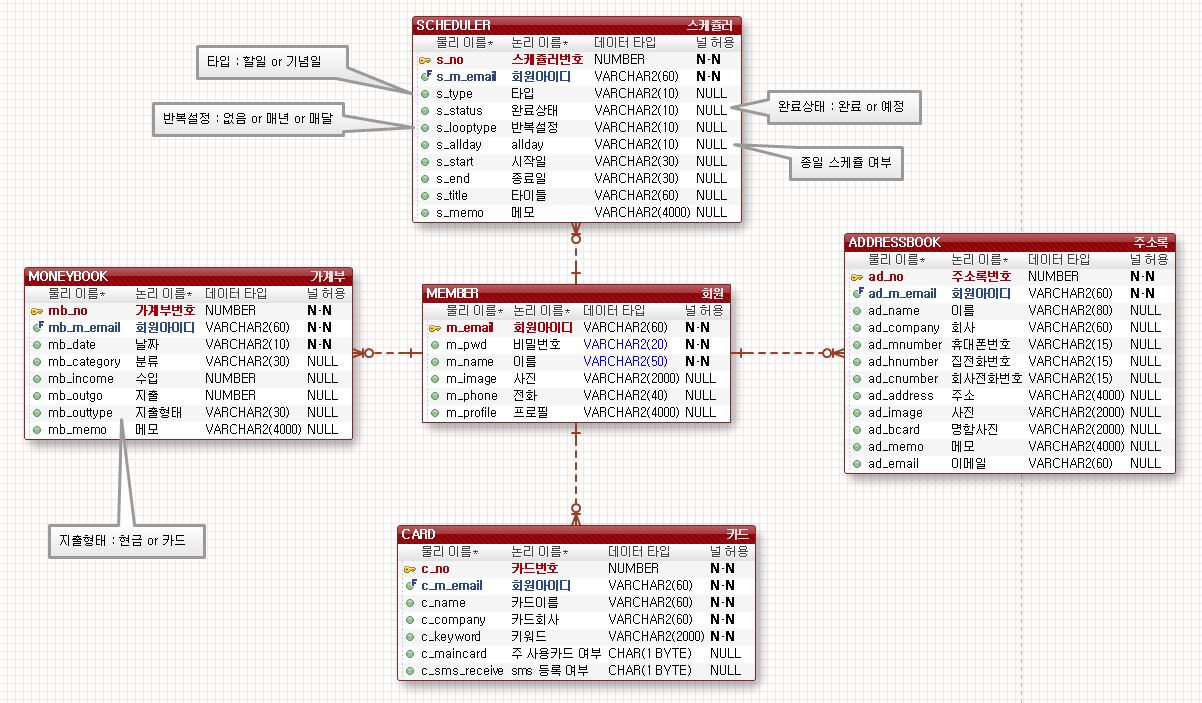 SCHEDULER 스케쥴러
물리 이름* 논리 이름* 데이터 타입 널 허용
s_no 스케쥴러번호 NUMBER N-N
s_m_email 회원아이디 VARCHAR2(60) N-N
s_type 타입 VARCHAR2(10) NULL
s_status 완료상태 VARCHAR2(10) NULL
s_looptype 반복설정 VARCHAR2(10) NULL
s_allday allday VARCHAR2(10) NULL
s_start 시작일 VARCHAR2(30) NULL
s_end 종료일 VARCHAR2(30) NULL
s_title 타이틀 VARCHAR2(60) NULL
s_memo 메모 VARCHAR2(4000) NULL
타입 : 할일 or 기념일
반복설정 : 없음 or 매년 or 매달
완료상태 : 완료 or 예정
종일 스케쥴 여부
MONEYBOOK 가계부
물리 이름* 논리 이름* 데이터 타입 널 허용
mb_no 가계부번호 NUMBER N-N
mb_m_email 회원아이디 VARCHAR2(60) N-N
mb_date 날짜 VARCHAR2(10) N-N
mb_category 분류 VARCHAR2(30) NULL
mb_income 수입 NUMBER NULL
mb_outgo 지출 NUMBER NULL
mb_outtype 지출형태 VARCHAR2(30) NULL
mb_memo 메모 VARCHAR2(4000) NULL
지출형태 : 현금 or 카드
MEMBER 회원
물리 이름* 논리 이름* 데이터 타입 널 허용
m_email 회원아이디 VARCHAR2(60) N-N
m_pwd 비밀번호 VARCHAR2(20) N-N
m_name 이름 VARCHAR2(50) N-N
m_image 사진 VARCHAR2(2000) NULL
m_phone 전화 VARCHAR2(40) NULL
m_profile 프로필 VARCHAR2(4000) NULL
ADDRESSBOOK 주소록
물리 이름* 논리 이름* 데이터 타입 널 허용
ad_no 주소록번호 NUMBER N-N
ad_m_email 회원아이디 VARCHAR2(60) N-N
ad_name 이름 VARCHAR2(80) NULL
ad_company 회사 VARCHAR2(60) NULL
ad_mnumber 휴대폰번호 VARCHAR2(15) NULL
ad_hnumber 집전화번호 VARCHAR2(15) NULL
ad_cnumber 회사전화번호 VARCHAR2(15) NULL
ad_address 주소 VARCHAR2(4000) NULL
ad_image 사진 VARCHAR2(2000) NULL
ad_bcard 명함사진 VARCHAR2(2000) NULL
ad_memo 메모 VARCHAR2(4000) NULL
ad_email 이메일 VARCHAR2(60) NULL
CARD 카드
물리 이름* 논리 이름* 데이터 타입 널 허용
c_no 카드번호 NUMBER N-N
c_m_email 회원아이디 VARCHAR2(60) N-N
c_name 카드이름 VARCHAR2(60) N-N
c_company 카드회사 VARCHAR2(60) N-N
c_keyword 키워드 VARCHAR2(2000) N-N
c_maincard 주 사용카드 여부 CHAR(1 BYTE) NULL
c_sms_receive sms 등록 여부 CHAR(1 BYTE) NULL